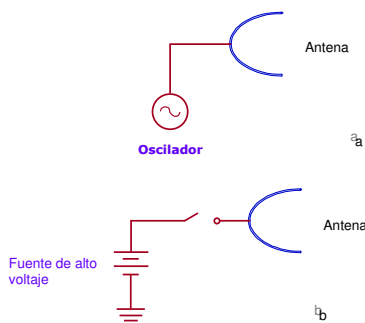 Antena
Oscilador
a
Antena
Fuente de alto
voltaje
b